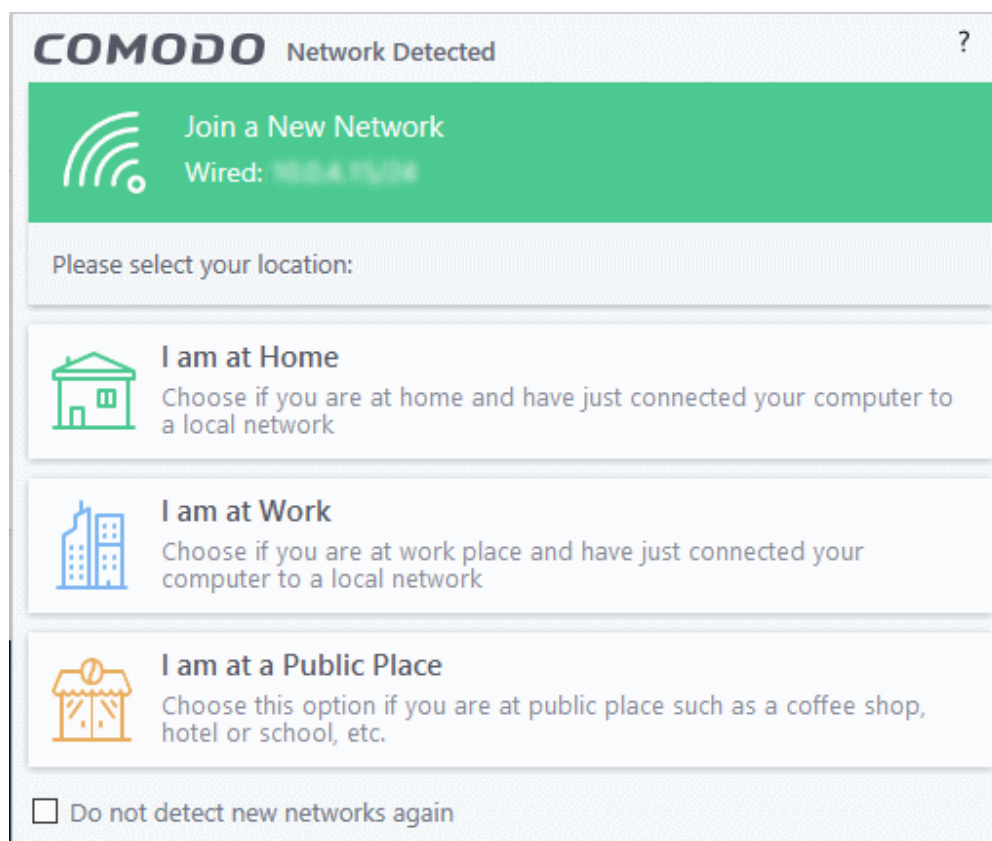 COMODO Network Detected ?
Join a New Network
Wired:
Please select your location:
I am at Home
Choose if you are at home and have just connected your computer to
a local network
I am at Work
Choose if you are at work place and have just connected your
computer to a local network
I am at a Public Place
Choose this option if you are at public place such as a coffee shop,
hotel or school, etc.
Do not detect new networks again